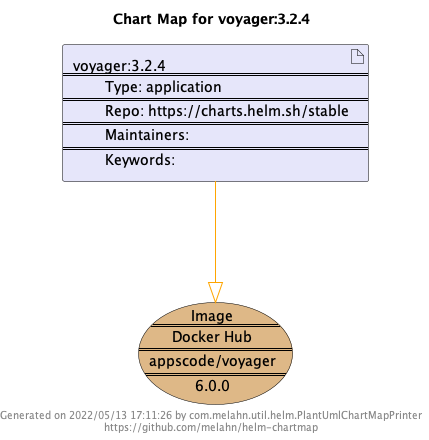 Chart Map for voyager:3.2.4
voyager:3.2.4
Type: application
Repo: https://charts.helm.sh/stable
Maintainers:
Keywords:
Image
Docker Hub
appscode/voyager
6.0.0
Generated on 2022/05/13 17:11:26 by com.melahn.util.helm.PlantUmlChartMapPrinter
https://github.com/melahn/helm-chartmap